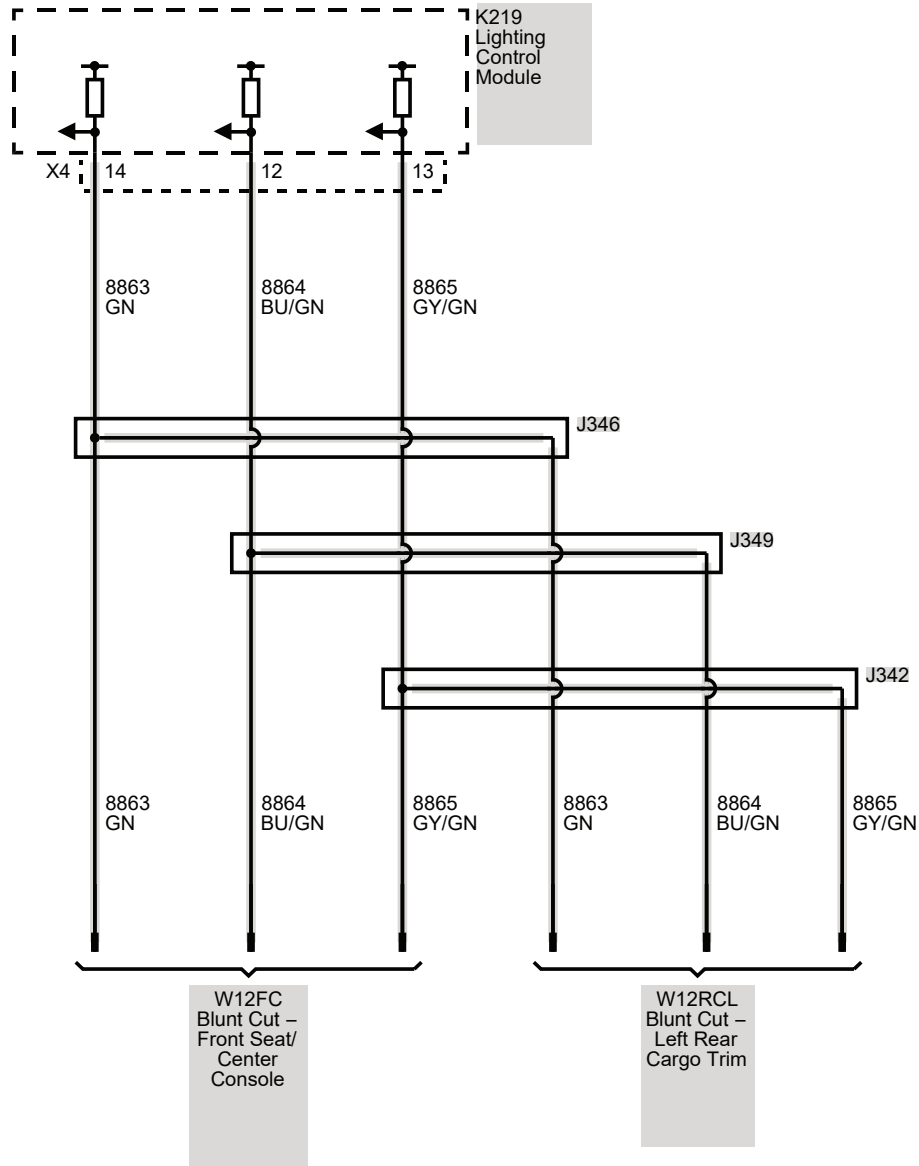 K219
Lighting
Control
Module
X4 14 12 13
8863
GN
8864
BU/GN
8865
GY/GN
J346
J349
J342
8863
GN
8864
BU/GN
8865
GY/GN
8863
GN
8864
BU/GN
8865
GY/GN
W12FC
Blunt Cut –
Front Seat/
Center
Console
W12RCL
Blunt Cut –
Left Rear
Cargo Trim